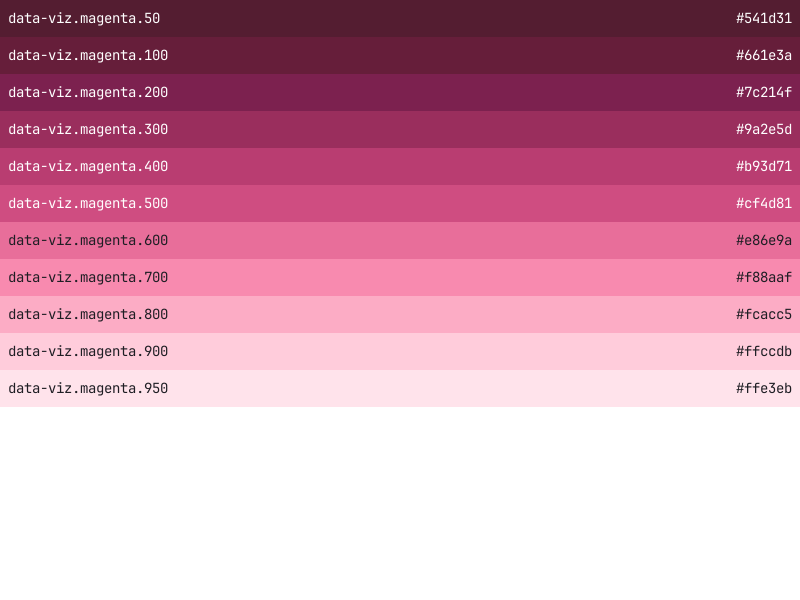 data-viz.magenta.50 #541d31
data-viz.magenta.100 #661e3a
data-viz.magenta.200 #7c214f
data-viz.magenta.300 #9a2e5d
data-viz.magenta.400 #b93d71
data-viz.magenta.500 #cf4d81
data-viz.magenta.600 #e86e9a
data-viz.magenta.700 #f88aaf
data-viz.magenta.800 #fcacc5
data-viz.magenta.900 #ffccdb
data-viz.magenta.950 #ffe3eb